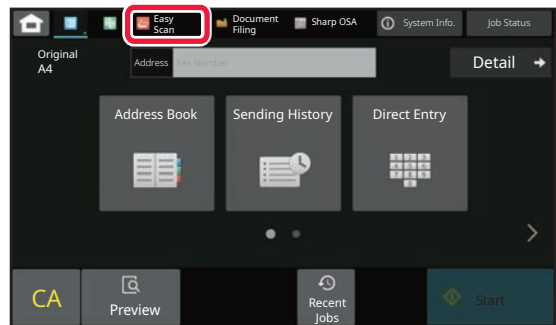 Easy
Scan
Document
Filing
Sharp OSA
System Info.
Job Status
Original
A4
Address
Fax Number
Detail
Address Book
Sending History
Direct Entry
CA
Preview
Recent
Jobs
Start